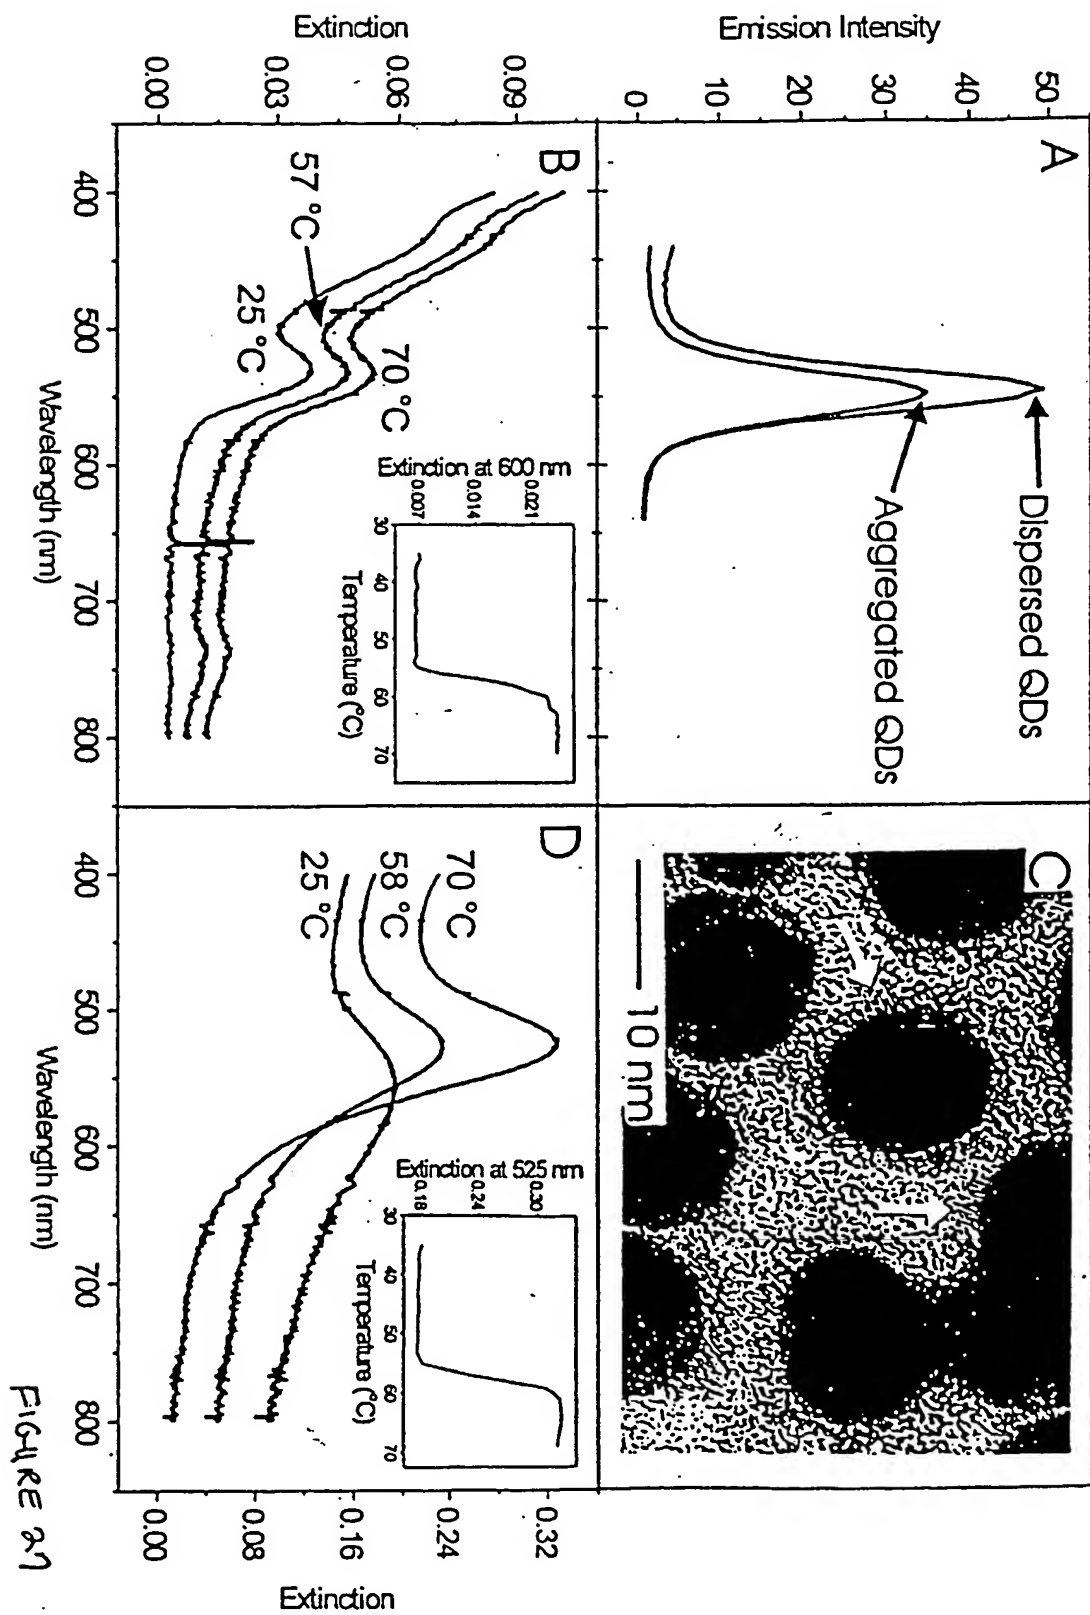 A
Emission Intensity
50
40
30
20
10
0
Dispersed QDs
Aggregated QDs
B
Extinction
0.09
0.06
0.03
0.00
57 °C
25 °C
70 °C
400
500
600
700
800
Wavelength (nm)
Extinction at 600 nm
0.021
0.014
0.007
30
40
50
60
70
Temperature (°C)
C
10 nm
D
70 °C
58 °C
25 °C
400
500
600
700
800
Wavelength (nm)
Extinction at 525 nm
0.30
0.24
0.18
30
40
50
60
70
Temperature (°C)
0.32
0.24
0.16
0.08
0.00
Extinction
FIGURE 27